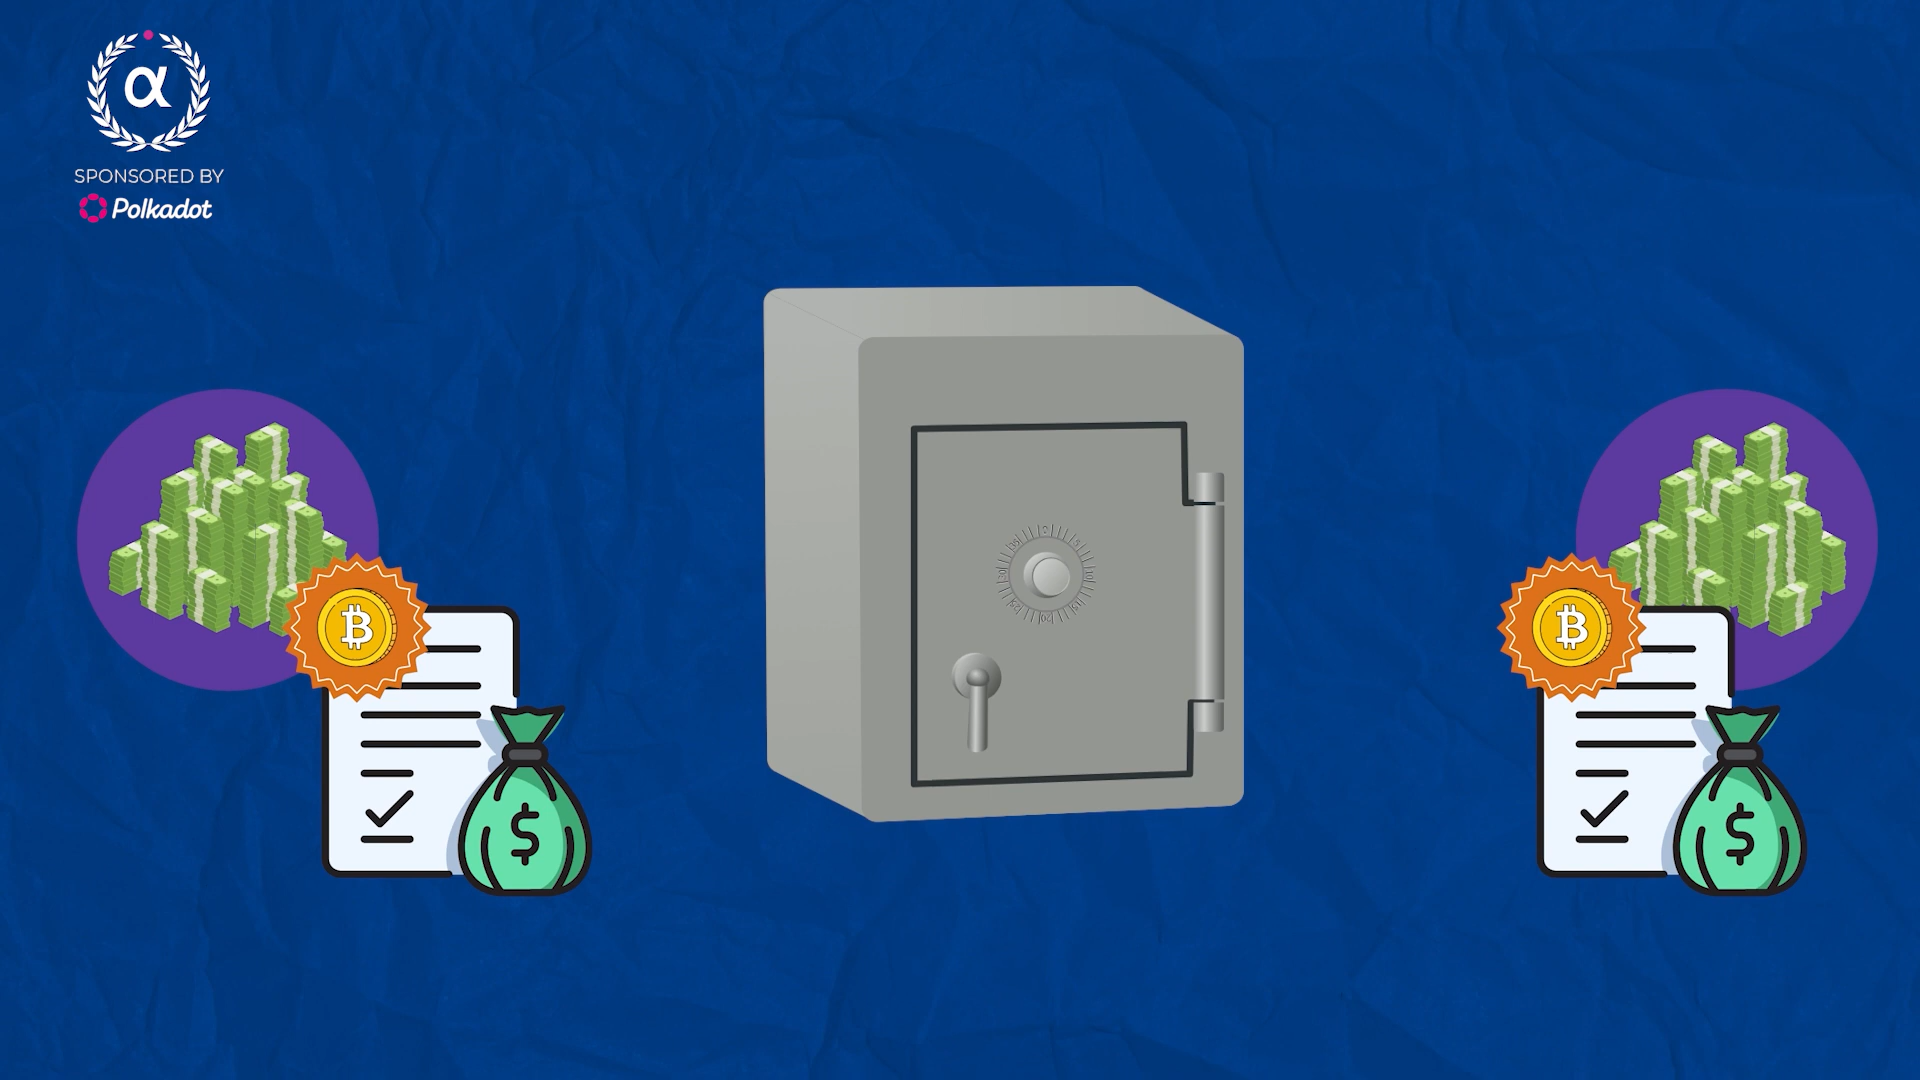 α
SPONSORED BY
Polkadot
$
$